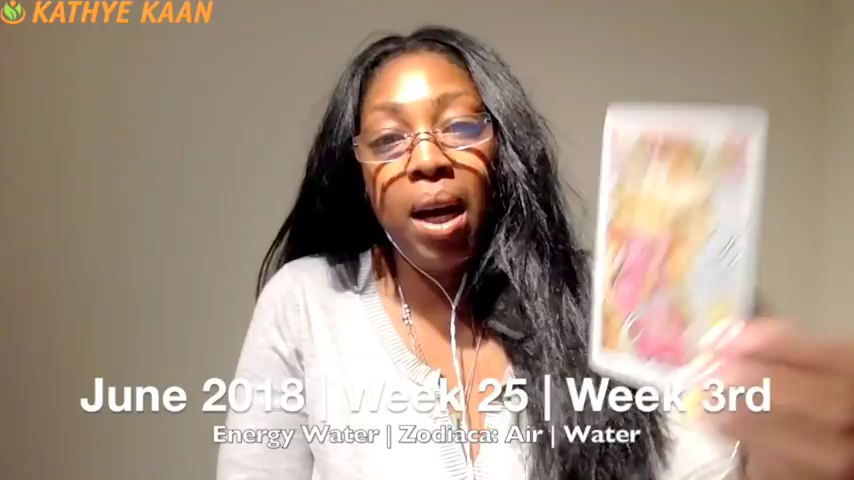 KATHYE KAAN
June 2018 | Week 25 | Week 3rd
Energy Water | Zodiaca: Air | Water